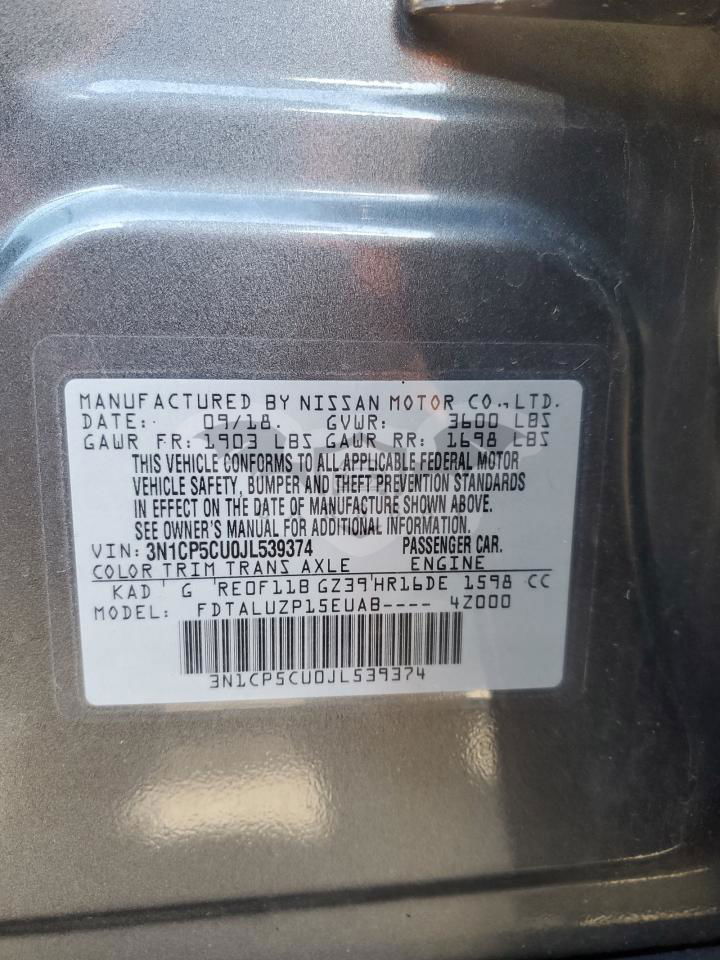 MANUFACTURED BY NISSAN MOTOR CO., LTD.
DATE: 09/18. GVWR: 3600 LBS
GAWR FR: 1903 LBS GAWR RR: 1698 LBS
THIS VEHICLE CONFORMS TO ALL APPLICABLE FEDERAL MOTOR
VEHICLE SAFETY, BUMPER AND THEFT PREVENTION STANDARDS
IN EFFECT ON THE DATE OF MANUFACTURE SHOWN ABOVE.
SEE OWNER'S MANUAL FOR ADDITIONAL INFORMATION.
VIN: 3N1CP5CU0JL539374 PASSENGER CAR.
COLOR TRIM TRANS AXLE ENGINE
KAD G RE0F11B GZ39 HR16DE 1598 CC
MODEL: FDTALUZP15EUAB---- 4Z000
3N1CP5CU0JL539374